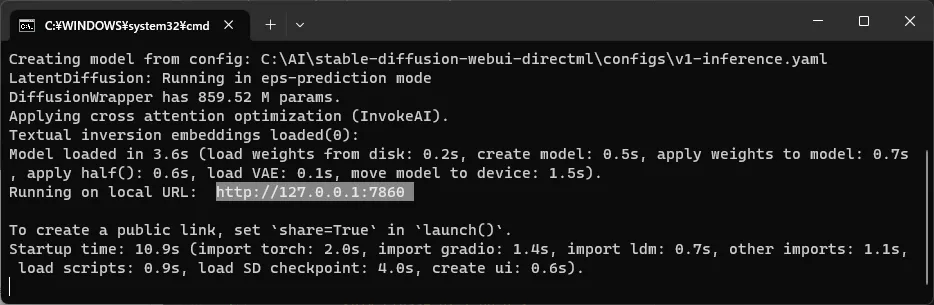 C:¥WINDOWS¥system32¥cmd
Creating model from config: C:\AI\stable-diffusion-webui-directml\configs\v1-inference.yaml
LatentDiffusion: Running in eps-prediction mode
DiffusionWrapper has 859.52 M params.
Applying cross attention optimization (InvokeAI).
Textual inversion embeddings loaded(0):
Model loaded in 3.6s (load weights from disk: 0.2s, create model: 0.5s, apply weights to model: 0.7s
, apply half(): 0.6s, load VAE: 0.1s, move model to device: 1.5s).
Running on local URL:  http://127.0.0.1:7860
To create a public link, set `share=True` in `launch()`.
Startup time: 10.9s (import torch: 2.0s, import gradio: 1.4s, import ldm: 0.7s, other imports: 1.1s,
 load scripts: 0.9s, load SD checkpoint: 4.0s, create ui: 0.6s).